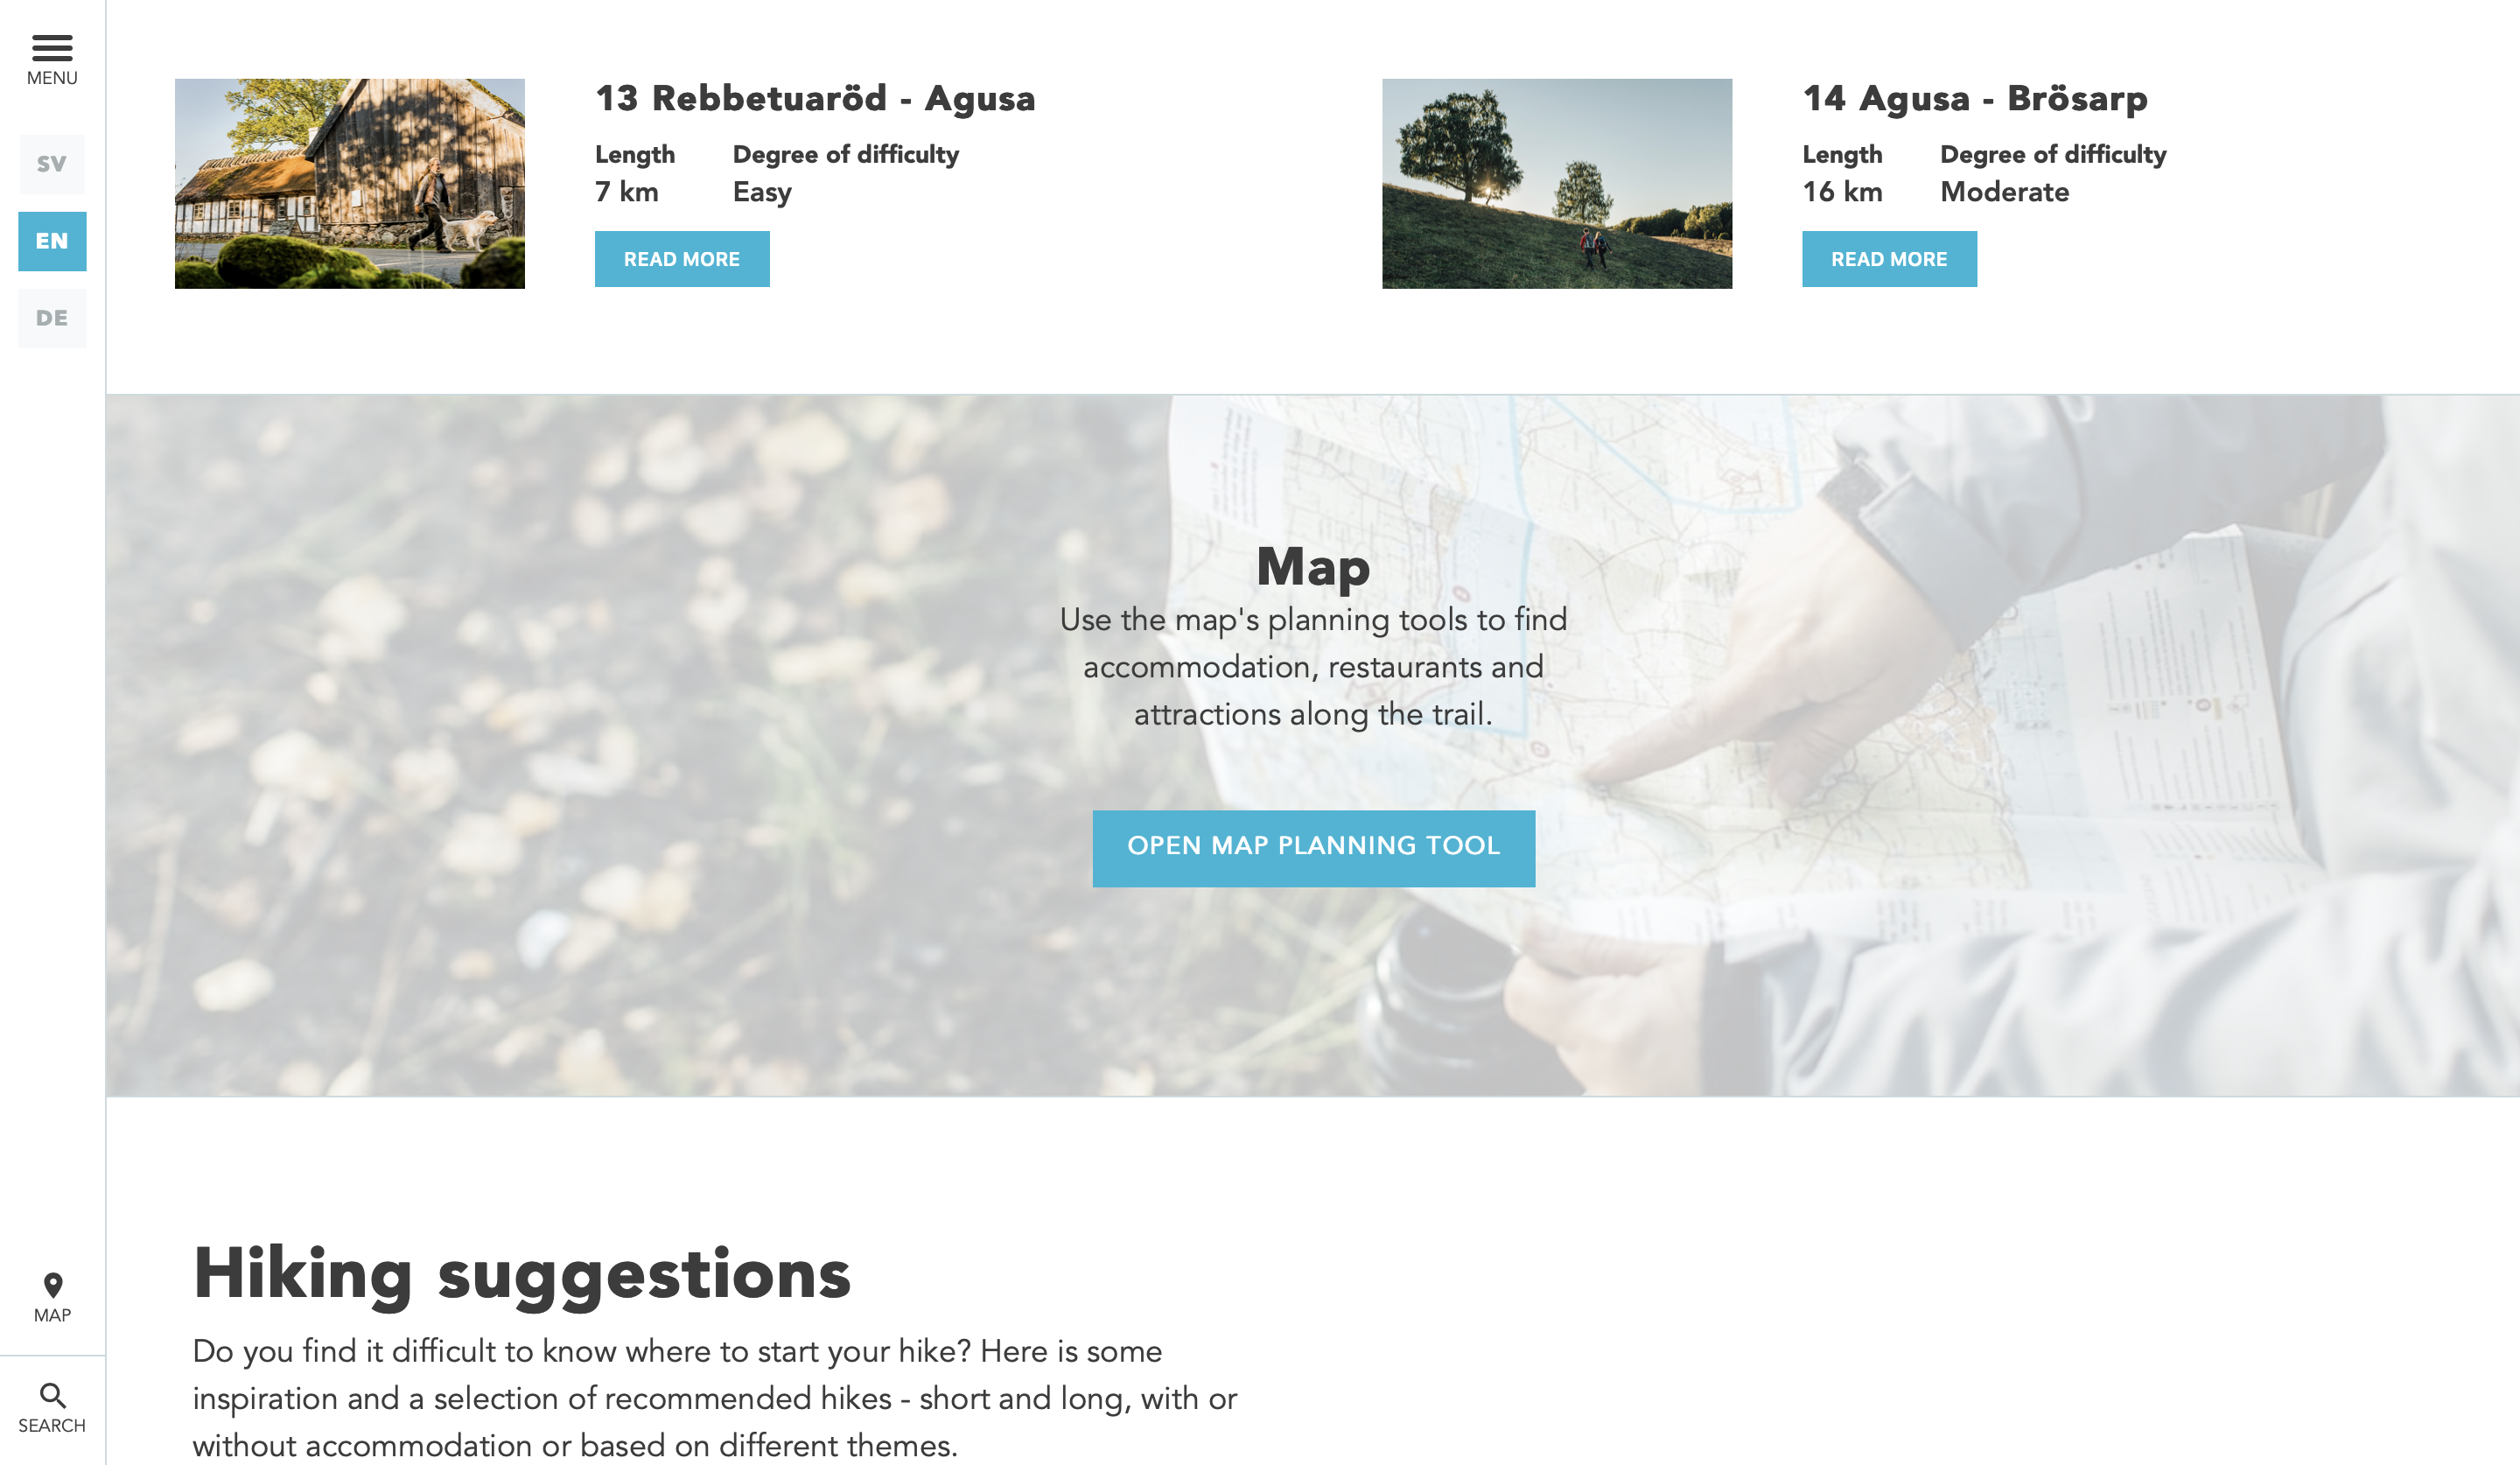 MENU
SV
EN
DE
13 Rebbetuaröd - Agusa
Length Degree of difficulty
7 km Easy
READ MORE
14 Agusa - Brösarp
Length Degree of difficulty
16 km Moderate
READ MORE
Map
Use the map's planning tools to find
accommodation, restaurants and
attractions along the trail.
OPEN MAP PLANNING TOOL
Hiking suggestions
Do you find it difficult to know where to start your hike? Here is some
inspiration and a selection of recommended hikes - short and long, with or
without accommodation or based on different themes.
MAP
SEARCH